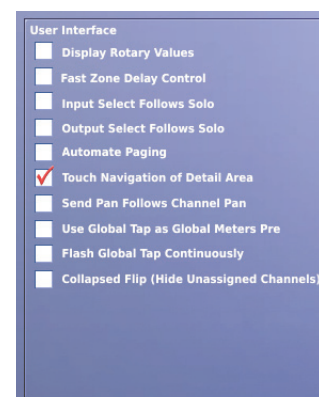 User Interface
Display Rotary Values
Fast Zone Delay Control
Input Select Follows Solo
Output Select Follows Solo
Automate Paging
Touch Navigation of Detail Area
Send Pan Follows Channel Pan
Use Global Tap as Global Meters Pre
Flash Global Tap Continuously
Collapsed Flip (Hide Unassigned Channels)